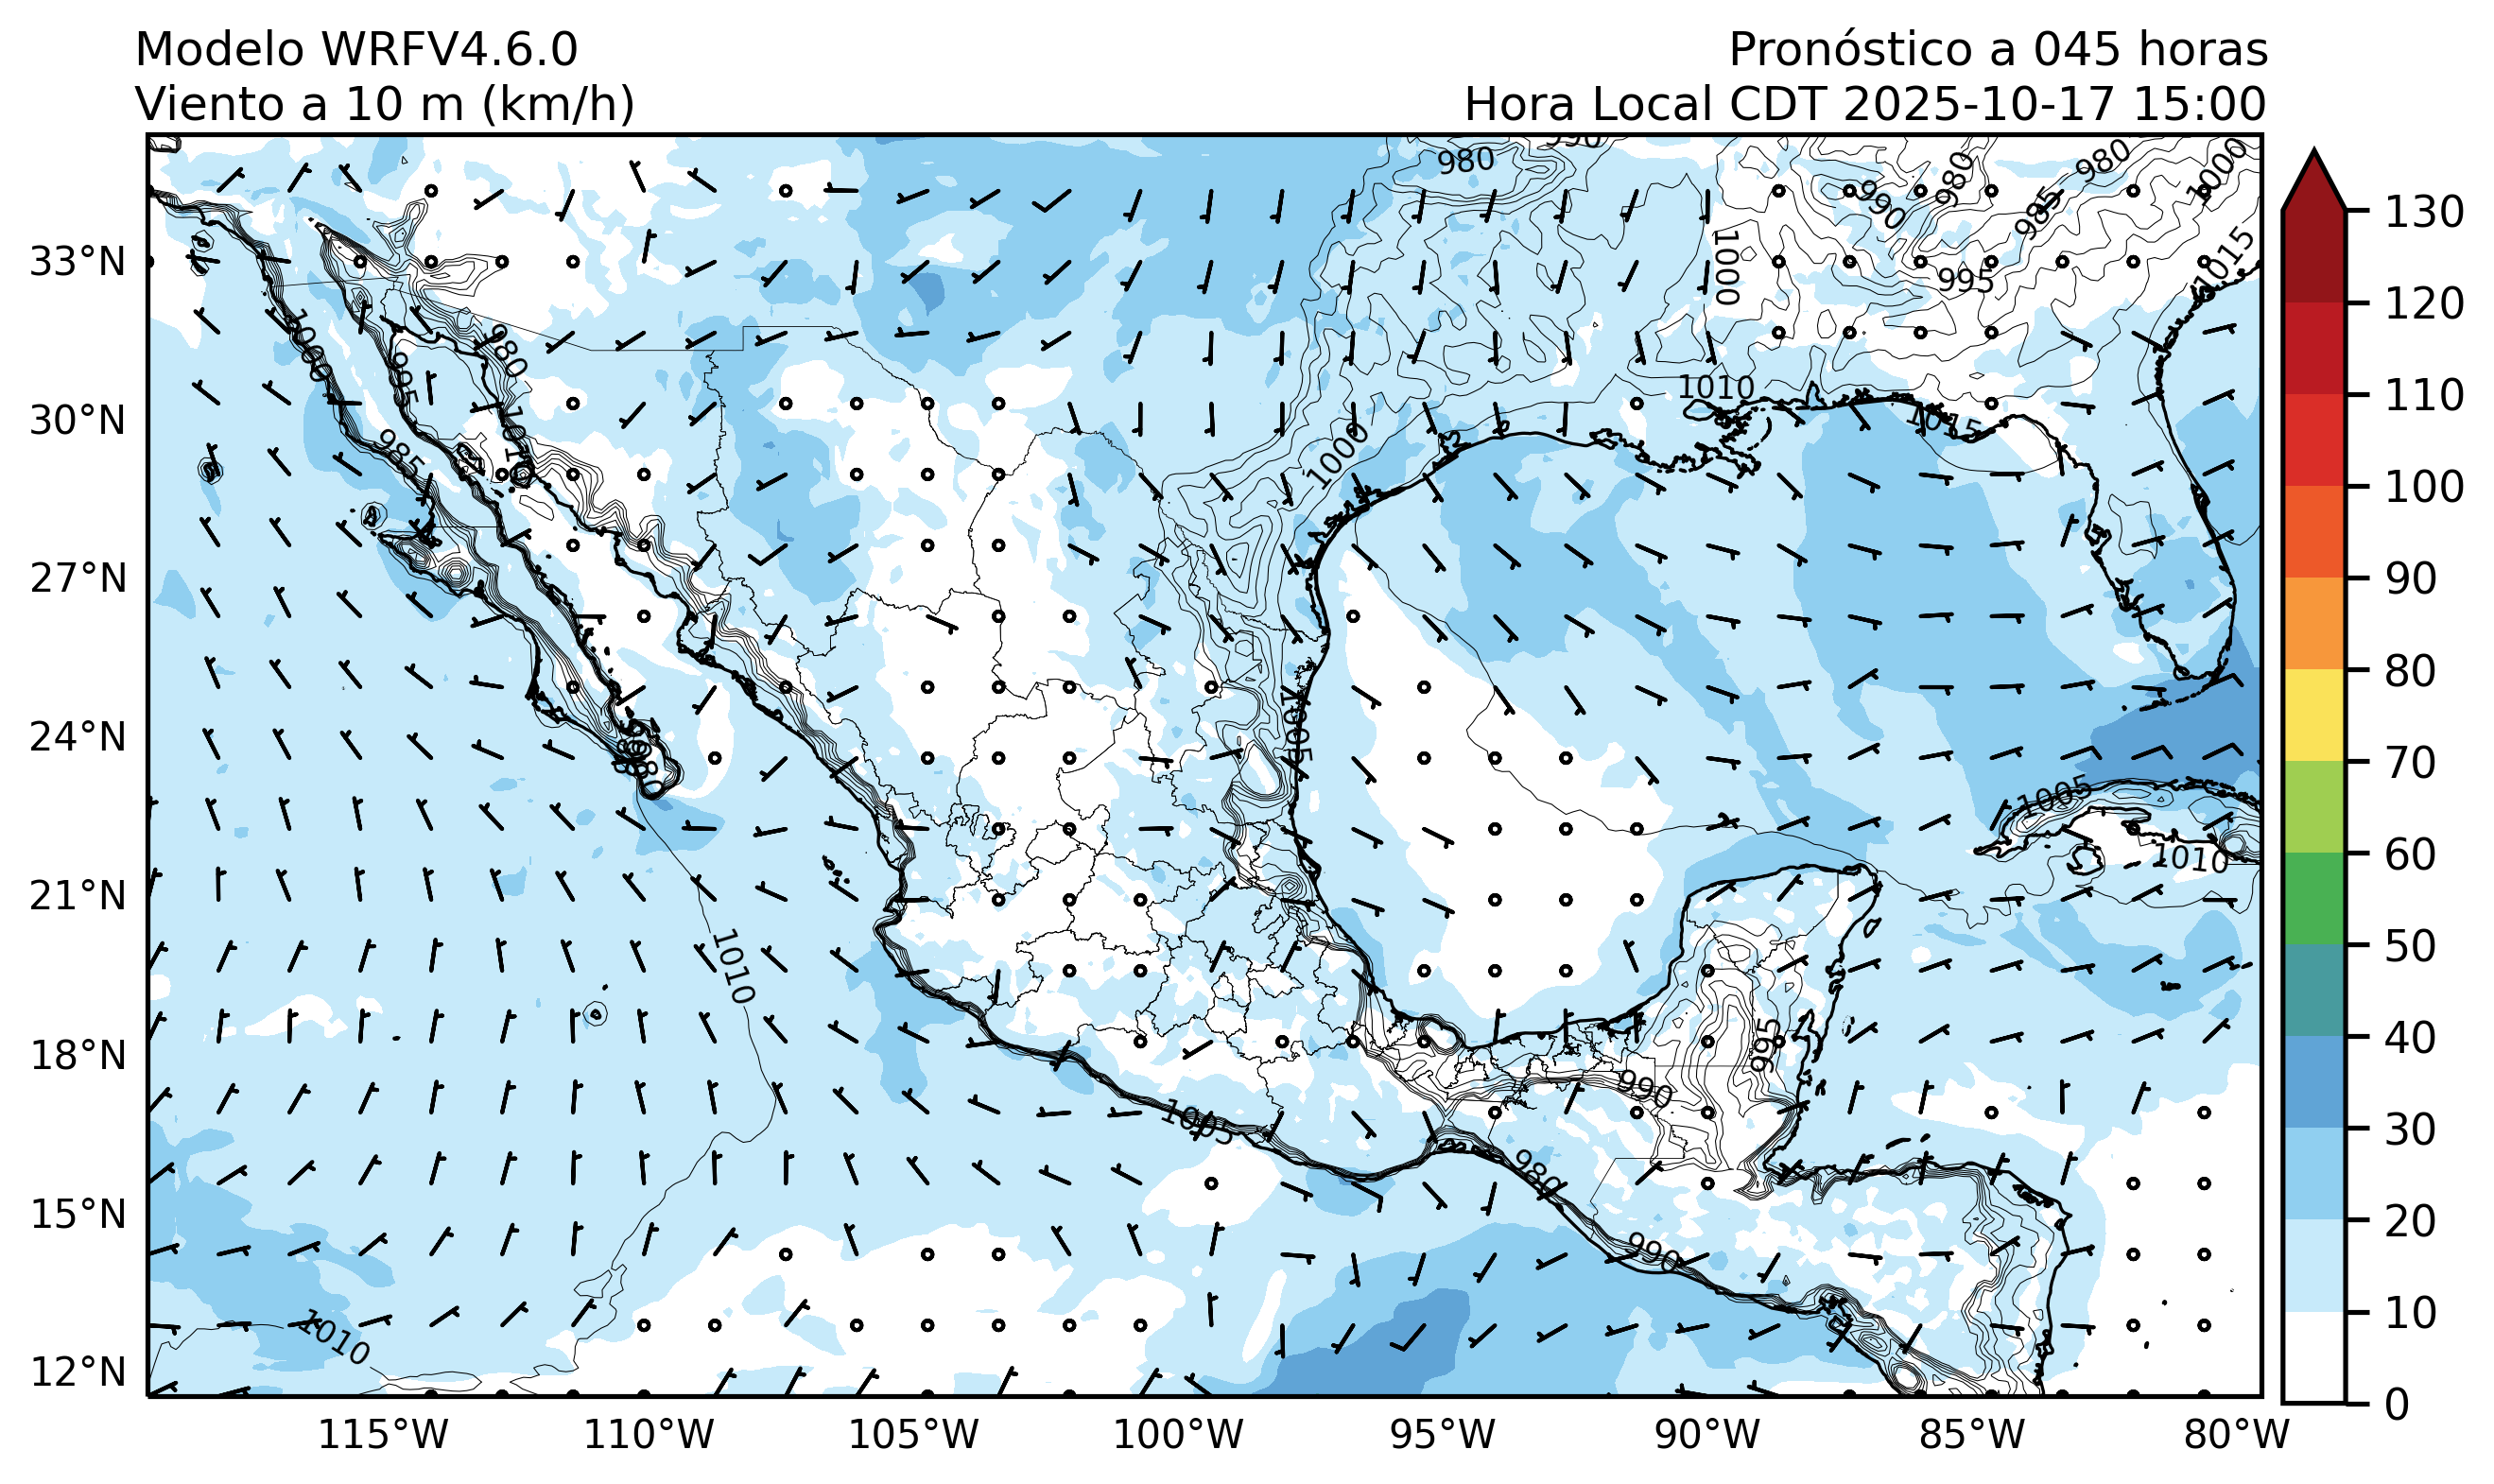 Modelo WRFV4.6.0
Viento a 10 m (km/h)
Pronóstico a 045 horas
Hora Local CDT 2025-10-17 15:00
990
980
980
980
1000
990
985
1015
1000
995
1000
980
995
1010
1010
1015
985
1000
1005
1005
1010
1010
995
990
1005
980
990
1010
33°N
30°N
27°N
24°N
21°N
18°N
15°N
12°N
115°W
110°W
105°W
100°W
95°W
90°W
85°W
80°W
130
120
110
100
90
80
70
60
50
40
30
20
10
0